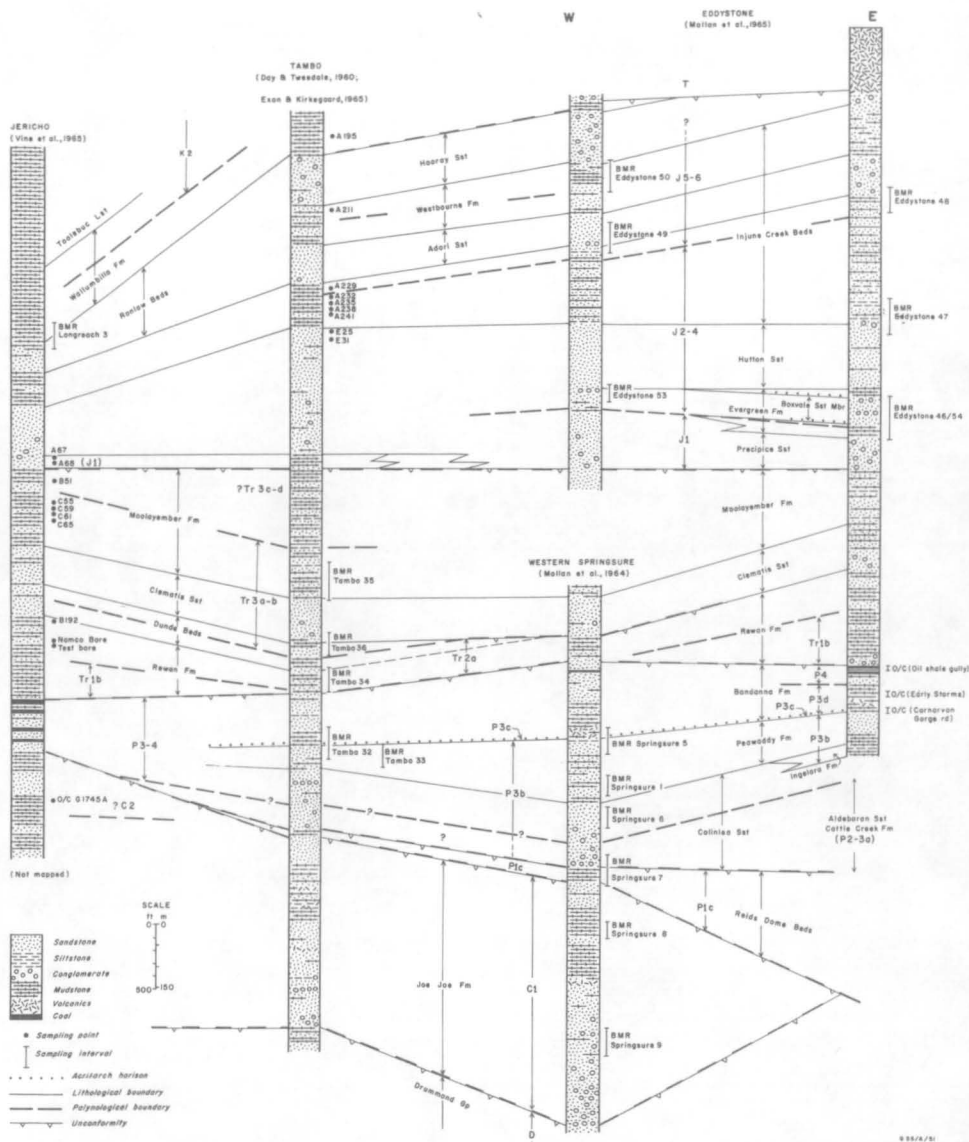 W
EDDYSTONE
(Mollan et al., 1965)
E
TAMBO
(Day & Tweedale, 1960;
Exon & Kirkegaard, 1965)
JERICHO
(Vine et al., 1965)
K2
T
?
A195
Hooray Sst
BMR
Eddystone 50
J5-6
Toolebuc Lst
A211
Westbourne Fm
BMR
Eddystone 48
Wallumbilla Fm
Adori Sst
BMR
Eddystone 49
Injune Creek Beds
Ronlow Beds
A229
A232
A235
A238
A241
BMR
Longreach 3
E25
E31
J2-4
BMR
Eddystone 47
Hutton Sst
BMR
Eddystone 53
Boxvale Sst Mbr
Evergreen Fm
BMR
Eddystone 46/54
J1
Precipice Sst
A67
A68 (J1)
B51
?Tr 3c-d
C55
C59
C61
C65
Moolayember Fm
Moolayember Fm
WESTERN SPRINGSURE
(Mollan et al., 1964)
BMR
Tambo 35
Clematis Sst
Clematis Sst
Tr3a-b
Dunda Beds
B192
Namco Bore
Test bore
BMR
Tambo 36
Rewan Fm
Tr1b
Tr2a
Rewan Fm
Tr1b
BMR
Tambo 34
O/C (Oil shale gully)
P4
Bandanna Fm
P3d
O/C (Early Storms)
P3c
O/C (Carnarvon
Gorge rd)
P3-4
P3c
BMR
Tambo 32
BMR
Tambo 33
BMR Springsure 5
Peawaddy Fm
P3b
Ingelara Fm
BMR
Springsure 1
P3b
O/C G1745A
? C2
?
?
?
BMR
Springsure 6
Colinlea Sst
Aldebaran Sst
Cattle Creek Fm
(P2-3a)
P1c
BMR
Springsure 7
(Not mapped)
P1c
Reids Dome Beds
SCALE
ft m
0 0
500 150
BMR
Springsure 8
Sandstone
Siltstone
Conglomerate
Mudstone
Volcanics
Coal
Joe Joe Fm
C1
Sampling point
Sampling interval
BMR
Springsure 9
Acritarch horizon
Lithological boundary
Palynological boundary
Unconformity
Drummond Gp
D